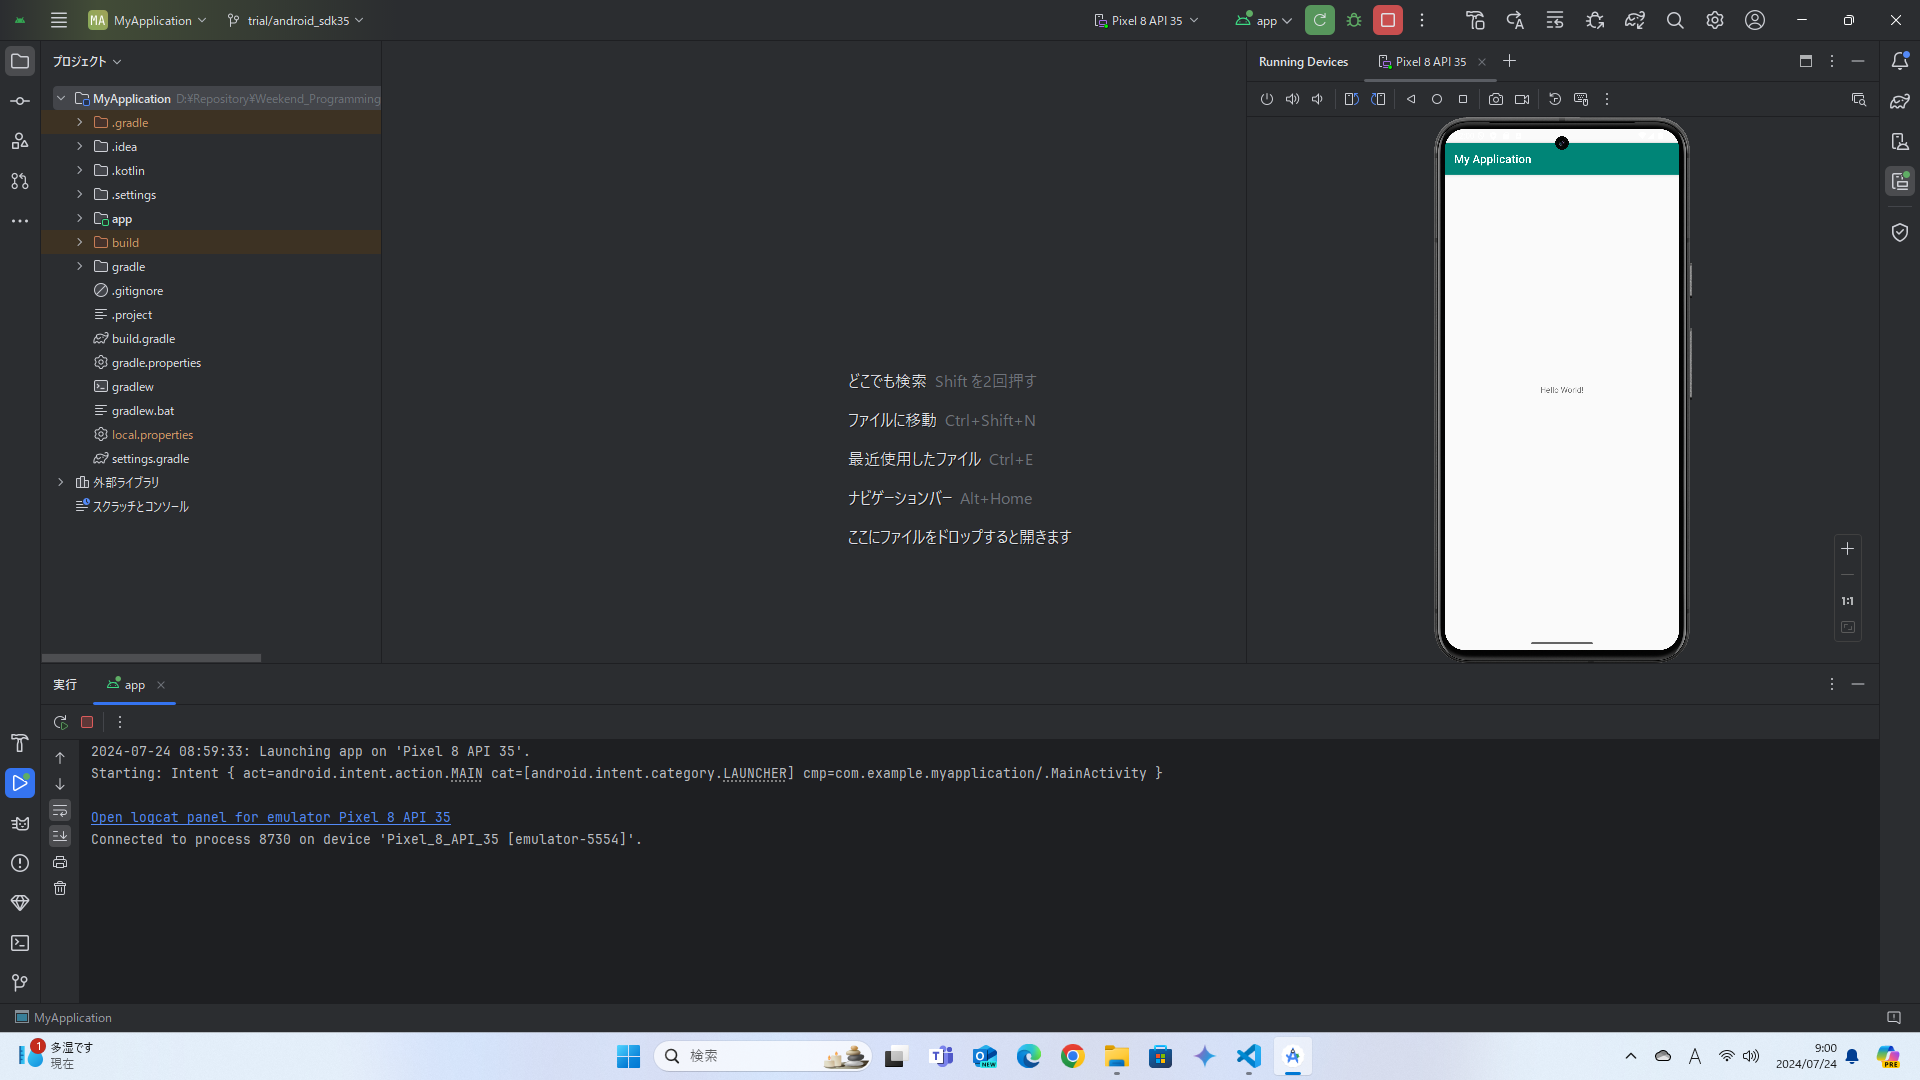 MA MyApplication
trial/android_sdk35
Pixel 8 API 35
app
プロジェクト
MyApplication D:¥Repository¥Weekend_Programming
.gradle
.idea
.kotlin
.settings
app
build
gradle
.gitignore
.project
build.gradle
gradle.properties
gradlew
gradlew.bat
local.properties
settings.gradle
外部ライブラリ
スクラッチとコンソール
どこでも検索 Shift を2回押す
ファイルに移動 Ctrl+Shift+N
最近使用したファイル Ctrl+E
ナビゲーションバー Alt+Home
ここにファイルをドロップすると開きます
Running Devices
Pixel 8 API 35
My Application
Hello World!
1:1
実行
app
2024-07-24 08:59:33: Launching app on 'Pixel 8 API 35'.
Starting: Intent { act=android.intent.action.MAIN cat=[android.intent.category.LAUNCHER] cmp=com.example.myapplication/.MainActivity }
Open logcat panel for emulator Pixel 8 API 35
Connected to process 8730 on device 'Pixel_8_API_35 [emulator-5554]'.
MyApplication
1
多湿です
現在
検索
NEW
A
9:00
2024/07/24
PRE